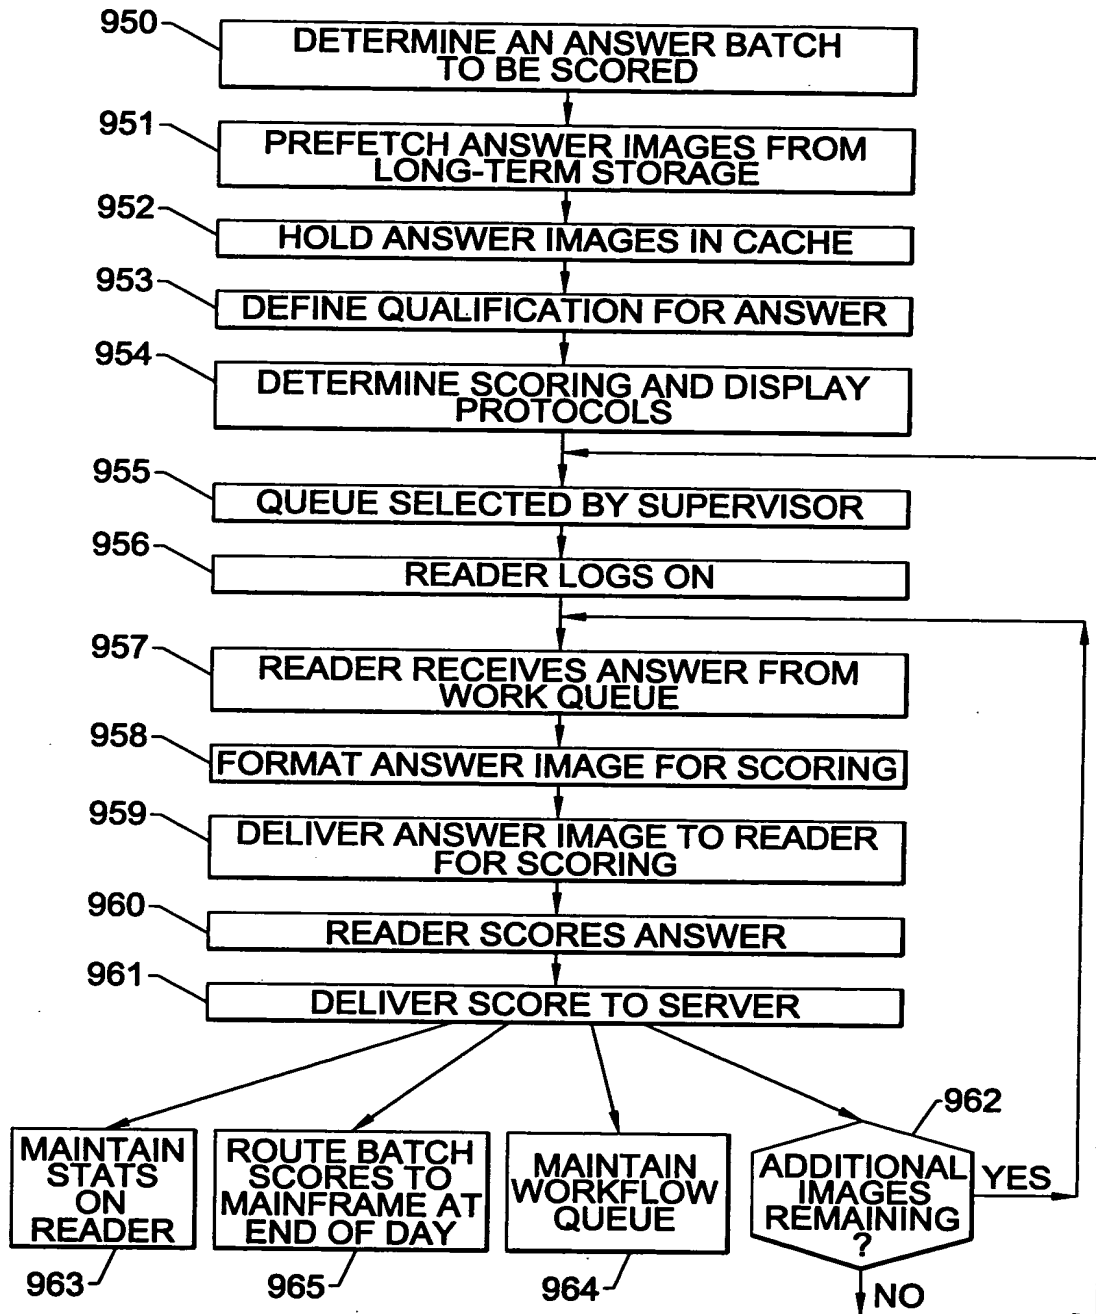 950
DETERMINE AN ANSWER BATCH
TO BE SCORED
951
PREFETCH ANSWER IMAGES FROM
LONG-TERM STORAGE
952
HOLD ANSWER IMAGES IN CACHE
953
DEFINE QUALIFICATION FOR ANSWER
954
DETERMINE SCORING AND DISPLAY
PROTOCOLS
955
QUEUE SELECTED BY SUPERVISOR
956
READER LOGS ON
957
READER RECEIVES ANSWER FROM
WORK QUEUE
958
FORMAT ANSWER IMAGE FOR SCORING
959
DELIVER ANSWER IMAGE TO READER
FOR SCORING
960
READER SCORES ANSWER
961
DELIVER SCORE TO SERVER
MAINTAIN
STATS
ON
READER
963
ROUTE BATCH
SCORES TO
MAINFRAME AT
END OF DAY
965
MAINTAIN
WORKFLOW
QUEUE
964
962
ADDITIONAL
IMAGES
REMAINING
?
YES
NO